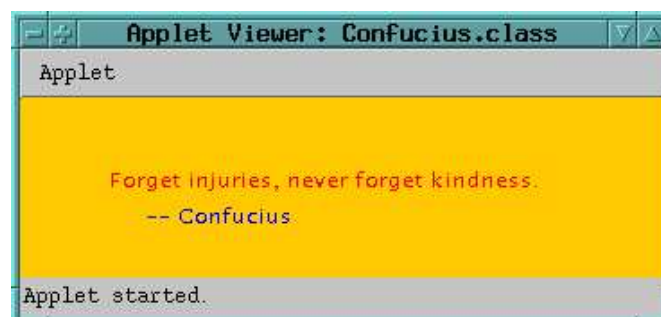 Applet Viewer: Confucius.class
Applet
Forget injuries, never forget kindness.
-- Confucius
Applet started.